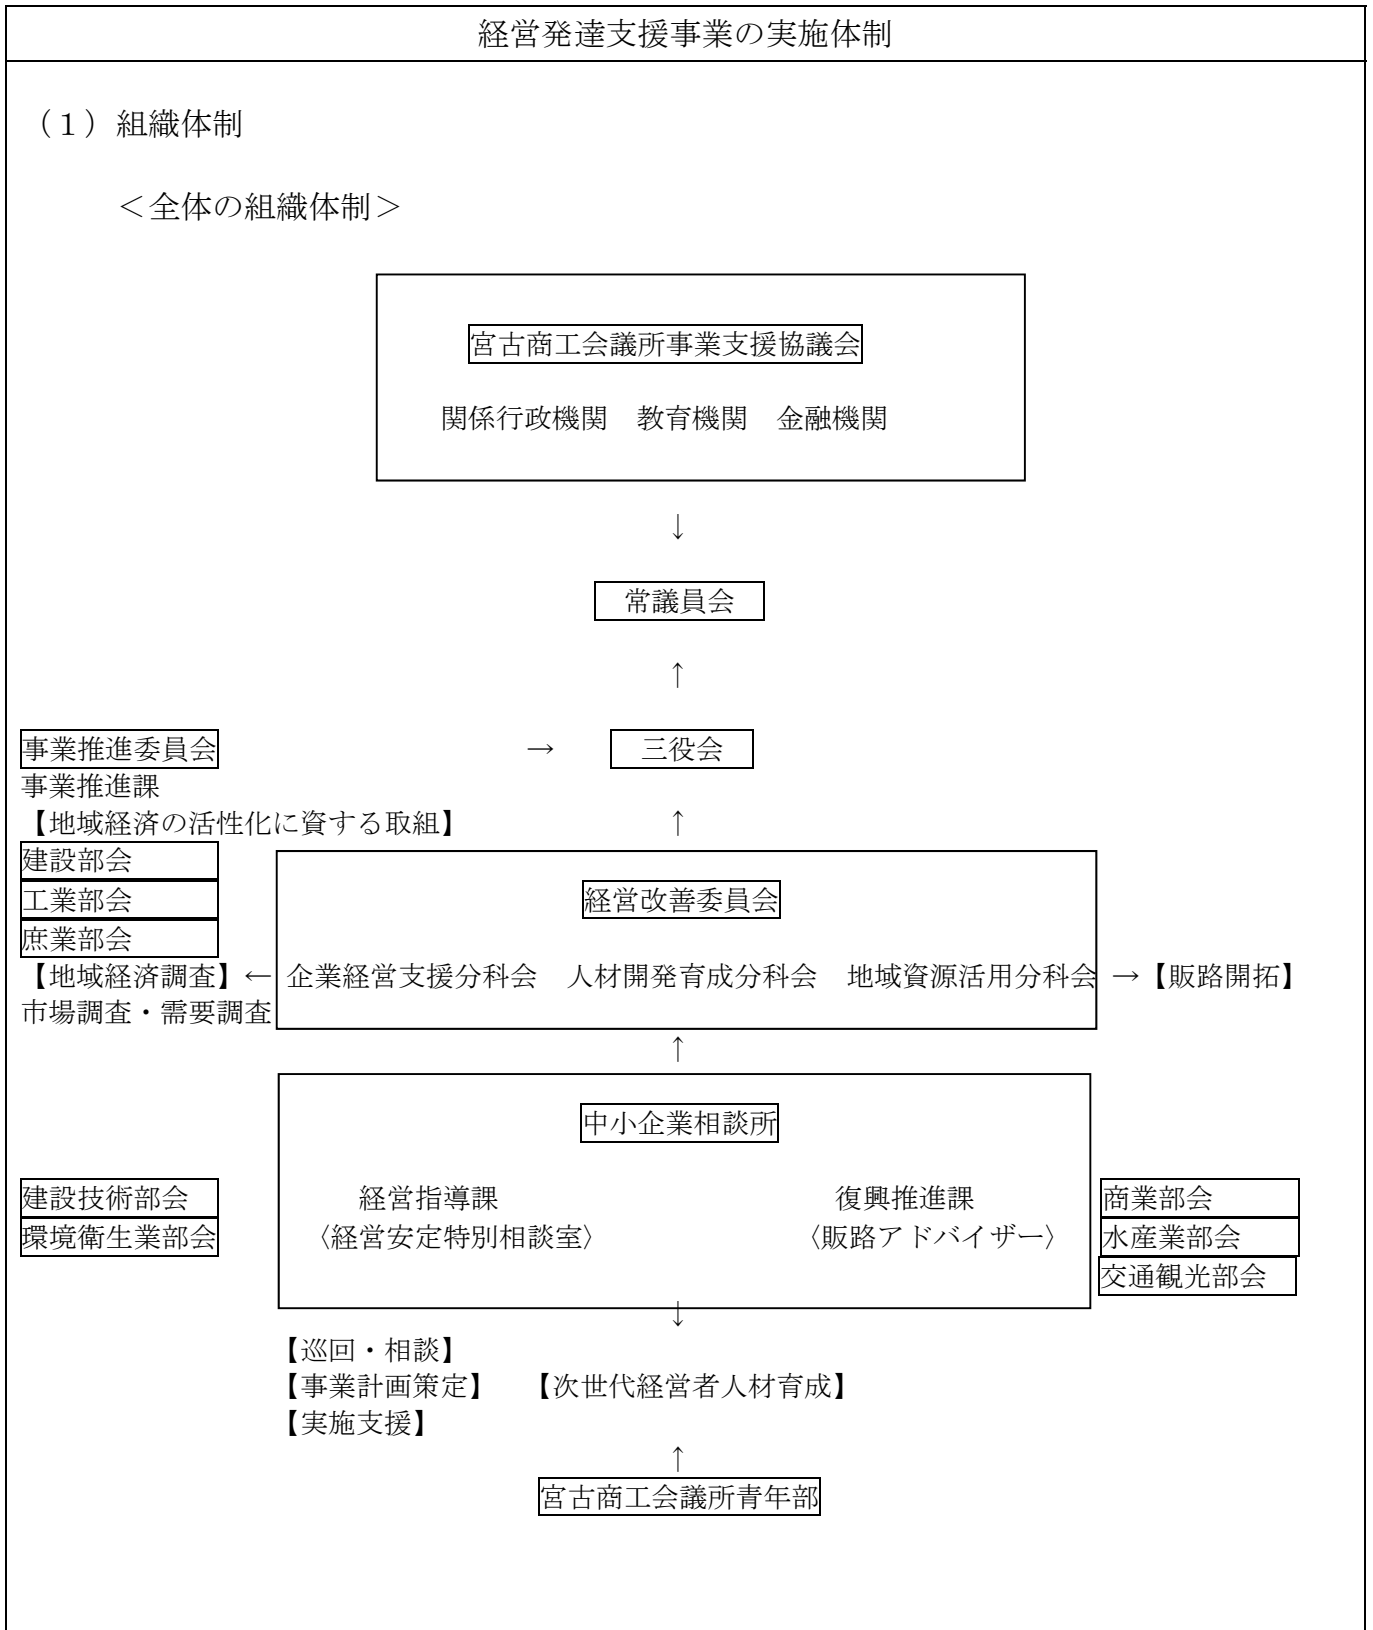 経営発達支援事業の実施体制
（１）組織体制
＜全体の組織体制＞
宮古商工会議所事業支援協議会
関係行政機関　教育機関　金融機関
↓
常議員会
↑
事業推進委員会 → 三役会
事業推進課
【地域経済の活性化に資する取組】 ↑
建設部会
工業部会 経営改善委員会
庶業部会
【地域経済調査】← 企業経営支援分科会　人材開発育成分科会　地域資源活用分科会 →【販路開拓】
市場調査・需要調査
↑
中小企業相談所
建設技術部会 経営指導課 復興推進課 商業部会
環境衛生業部会 〈経営安定特別相談室〉 〈販路アドバイザー〉 水産業部会
交通観光部会
↓
【巡回・相談】
【事業計画策定】 【次世代経営者人材育成】
【実施支援】
↑
宮古商工会議所青年部